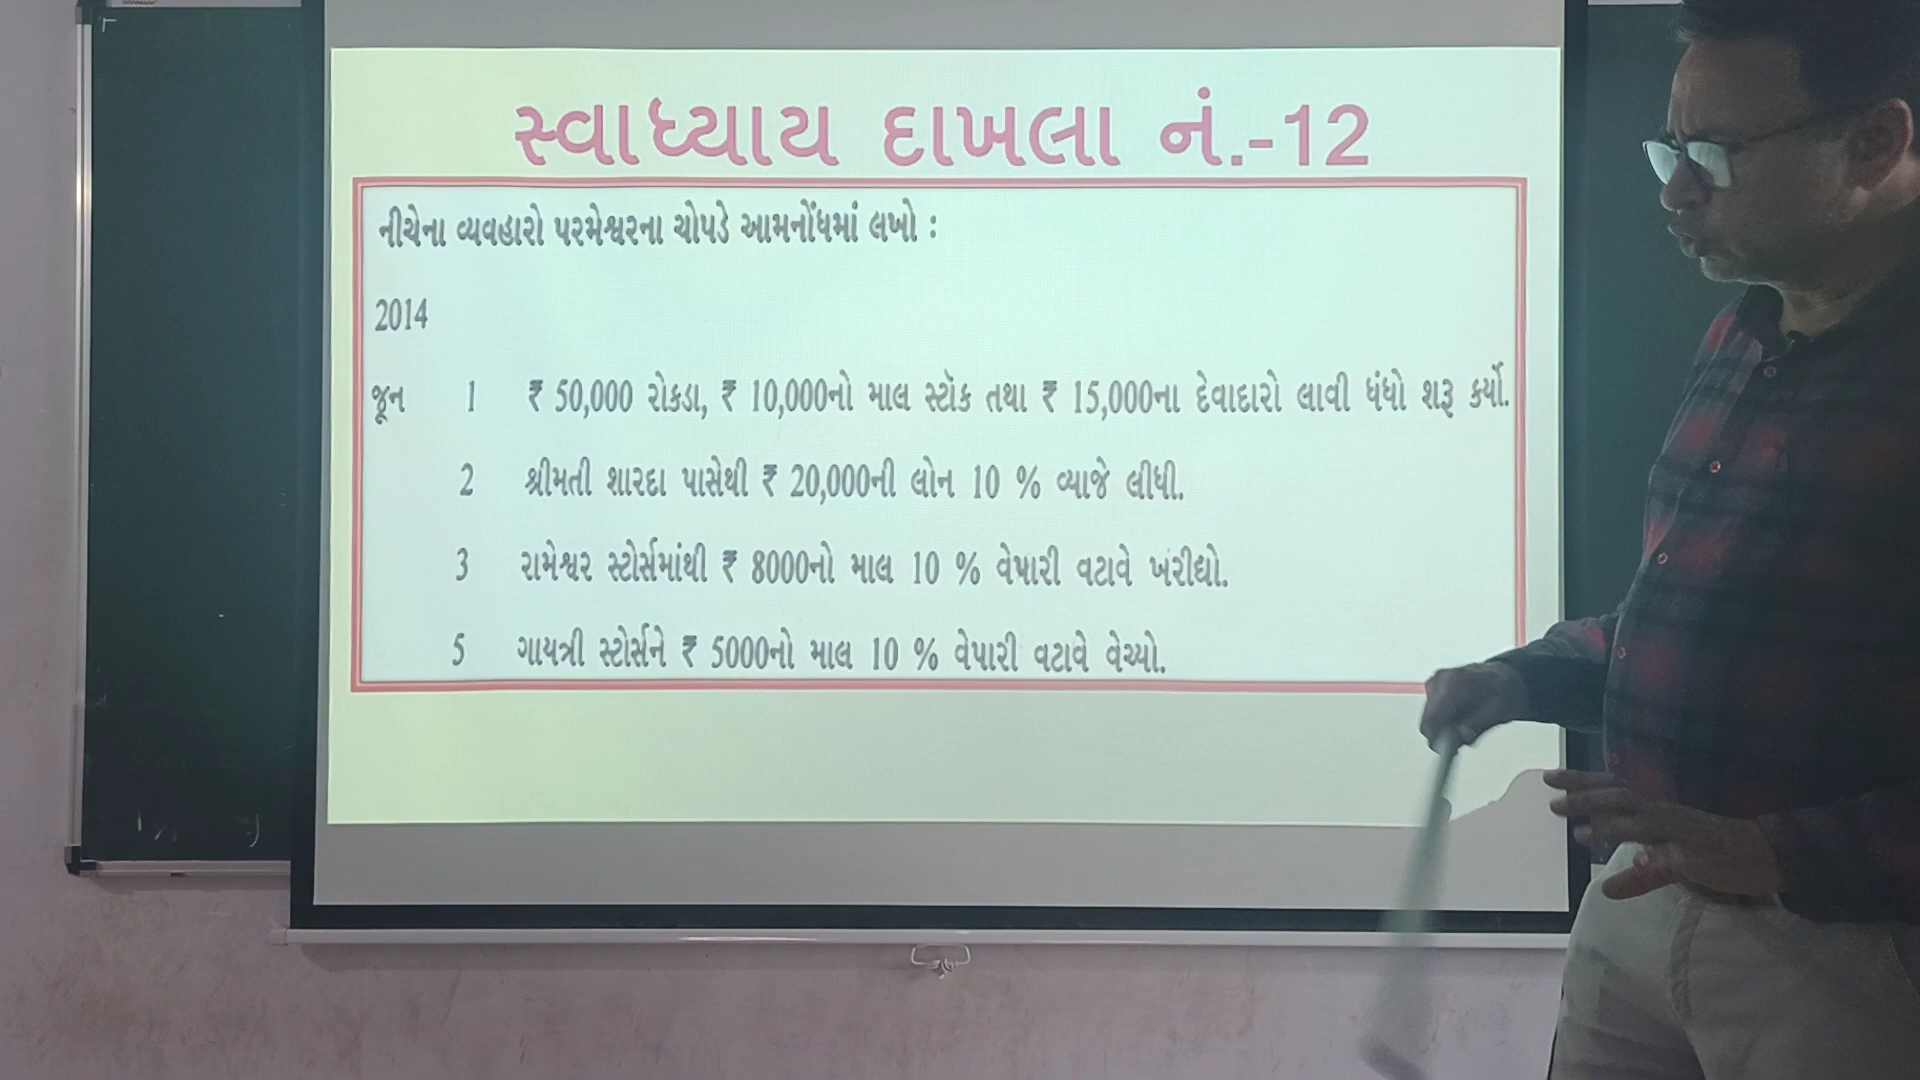 સ્વાધ્યાય દાખલા નં.-12
નીચેના વ્યવહારો પરમેશ્વરના ચોપડે આમનોંધમાં લખો :
2014
જૂન 1 ₹ 50,000 રોકડા, ₹ 10,000નો માલ સ્ટૉક તથા ₹ 15,000ના દેવાદારો લાવી ધંધો શરૂ કર્યો.
2 શ્રીમતી શારદા પાસેથી ₹ 20,000ની લોન 10 % વ્યાજે લીધી.
3 રામેશ્વર સ્ટોર્સમાંથી ₹ 8000નો માલ 10 % વેપારી વટાવે ખરીદ્યો.
5 ગાયત્રી સ્ટોર્સને ₹ 5000નો માલ 10 % વેપારી વટાવે વેચ્યો.